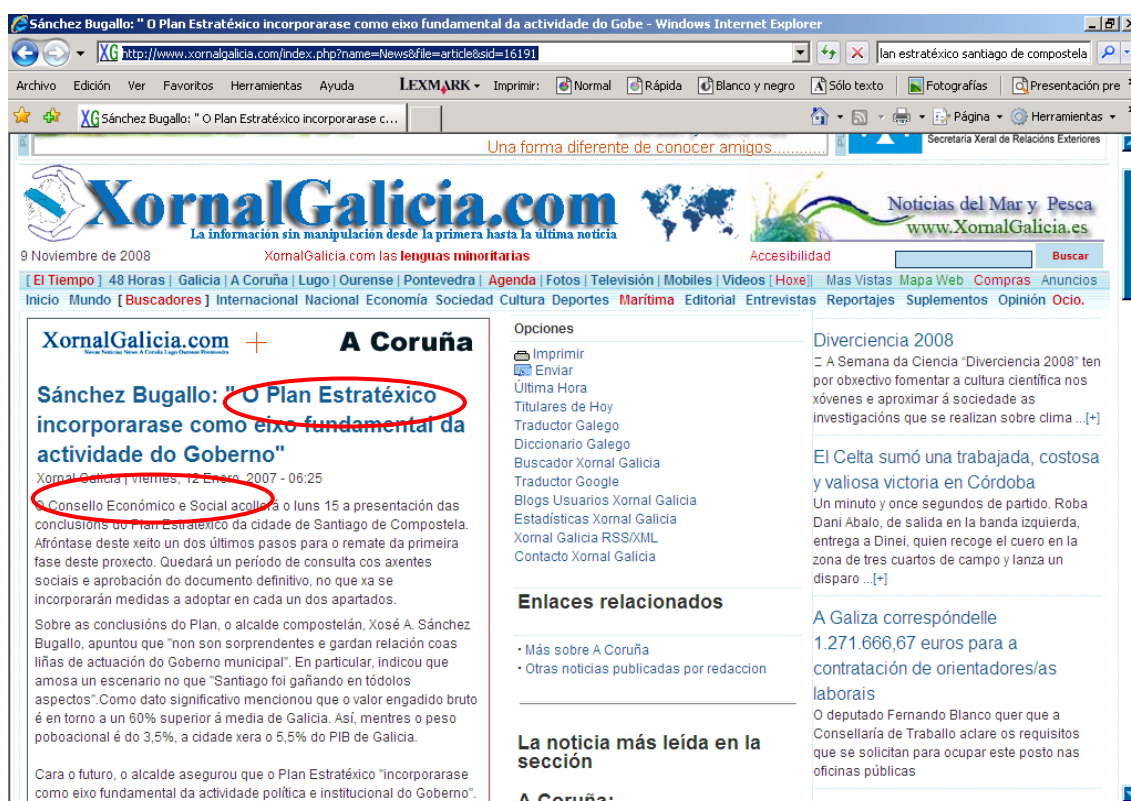 Sánchez Bugallo: " O Plan Estratéxico incorporarase como eixo fundamental da actividade do Gobe - Windows Internet Explorer
http://www.xornalgalicia.com/index.php?name=News&file=article&sid=16191
lan estratéxico santiago de compostela
Archivo Edición Ver Favoritos Herramientas Ayuda LEXMARK Imprimir: Normal Rápida Blanco y negro Sólo texto Fotografías Presentación pre
XG Sánchez Bugallo: " O Plan Estratéxico incorporarase c... Página Herramientas
Una forma diferente de conocer amigos............
Secretaría Xeral de Relacións Exteriores
XornalGalicia.com
La información sin manipulación desde la primera hasta la última noticia
Noticias del Mar y Pesca
www.XornalGalicia.es
9 Noviembre de 2008 XornalGalicia.com las lenguas minoritarias Accesibilidad Buscar
[ El Tiempo ] 48 Horas | Galicia | A Coruña | Lugo | Ourense | Pontevedra | Agenda | Fotos | Televisión | Mobiles | Videos [ Hoxe]| Mas Vistas Mapa Web Compras Anuncios
Inicio Mundo [ Buscadores ] Internacional Nacional Economía Sociedad Cultura Deportes Marítima Editorial Entrevistas Reportajes Suplementos Opinión Ocio.
XornalGalicia.com + A Coruña
Sánchez Bugallo: " O Plan Estratéxico
incorporarase como eixo fundamental da
actividade do Goberno"
Xornal Galicia | viernes, 12 Enero, 2007 - 06:25
O Consello Económico e Social acollerá o luns 15 a presentación das
conclusións do Plan Estratéxico da cidade de Santiago de Compostela.
Afróntase deste xeito un dos últimos pasos para o remate da primeira
fase deste proxecto. Quedará un período de consulta cos axentes
sociais e aprobación do documento definitivo, no que xa se
incorporarán medidas a adoptar en cada un dos apartados.
Sobre as conclusións do Plan, o alcalde compostelán, Xosé A. Sánchez
Bugallo, apuntou que "non son sorprendentes e gardan relación coas
liñas de actuación do Goberno municipal". En particular, indicou que
amosa un escenario no que "Santiago foi gañando en tódolos
aspectos".Como dato significativo mencionou que o valor engadido bruto
é en torno a un 60% superior á media de Galicia. Así, mentres o peso
poboacional é do 3,5%, a cidade xera o 5,5% do PIB de Galicia.
Cara o futuro, o alcalde asegurou que o Plan Estratéxico "incorporarase
como eixo fundamental da actividade política e institucional do Goberno".
Opciones
Imprimir
Enviar
Última Hora
Titulares de Hoy
Traductor Galego
Diccionario Galego
Buscador Xornal Galicia
Traductor Google
Blogs Usuarios Xornal Galicia
Estadísticas Xornal Galicia
Xornal Galicia RSS/XML
Contacto Xornal Galicia
Enlaces relacionados
· Más sobre A Coruña
· Otras noticias publicadas por redaccion
La noticia más leída en la
sección
A Coruña:
Diverciencia 2008
A Semana da Ciencia "Diverciencia 2008" ten
por obxectivo fomentar a cultura científica nos
xóvenes e aproximar á sociedade as
investigacións que se realizan sobre clima ...[+]
El Celta sumó una trabajada, costosa
y valiosa victoria en Córdoba
Un minuto y once segundos de partido. Roba
Dani Abalo, de salida en la banda izquierda,
entrega a Dinei, quien recoge el cuero en la
zona de tres cuartos de campo y lanza un
disparo ...[+]
A Galiza correspóndelle
1.271.666,67 euros para a
contratación de orientadores/as
laborais
O deputado Fernando Blanco quer que a
Consellaría de Traballo aclare os requisitos
que se solicitan para ocupar este posto nas
oficinas públicas